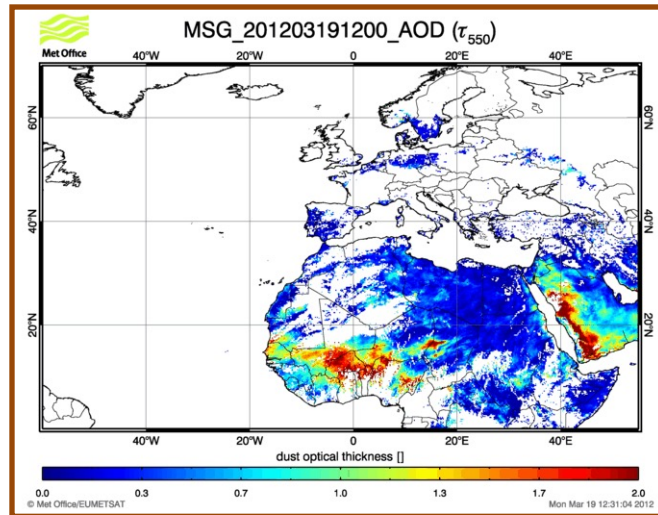 MSG_201203191200_AOD (τ550)
Met Office
40°W 20°W 0 20°E 40°E
60°N 60°N
40°N 40°N
20°N 20°N
40°W 20°W 0 20°E 40°E
dust optical thickness []
0.0 0.3 0.7 1.0 1.3 1.7 2.0
© Met Office/EUMETSAT Mon Mar 19 12:31:04 2012